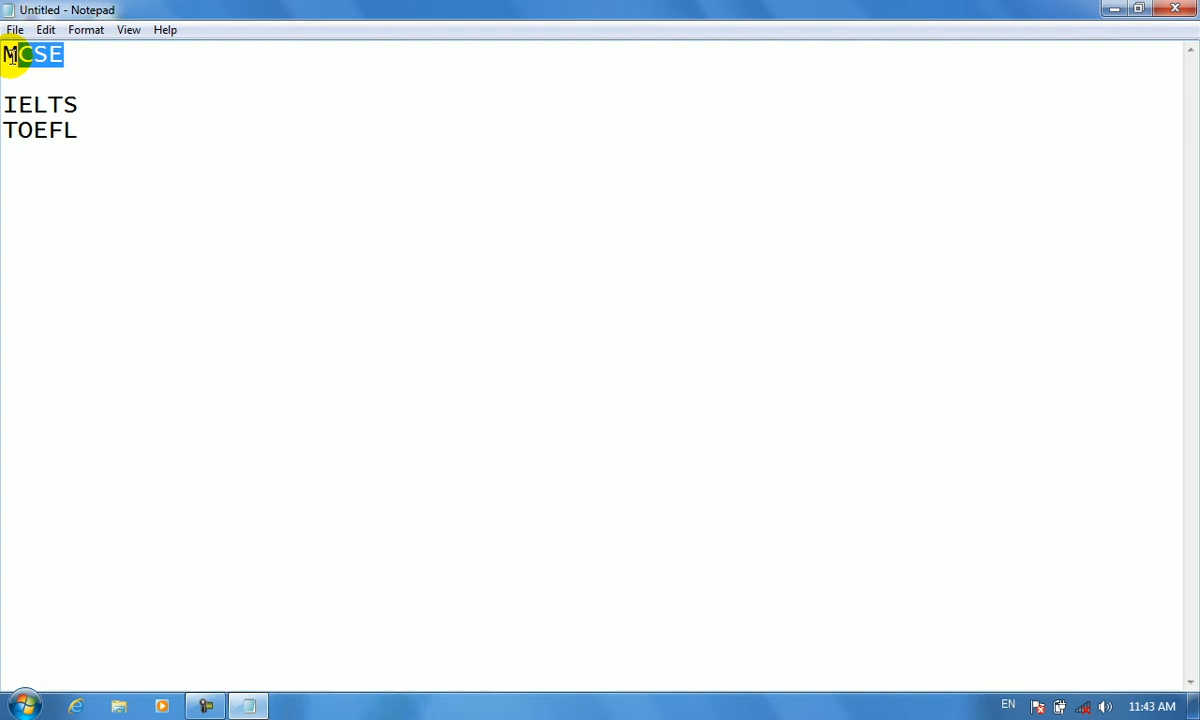 Untitled - Notepad
File Edit Format View Help
MCSE
IELTS
TOEFL
EN 11:43 AM